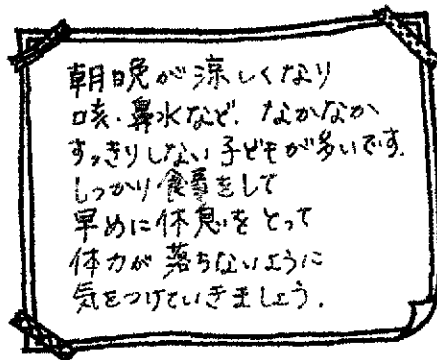 朝晩が涼しくなり
咳・鼻水など、なかなか
すっきりしない子どもが多いです。
しっかり食事をして
早めに休息をとって
体力が落ちないように
気をつけていきましょう。